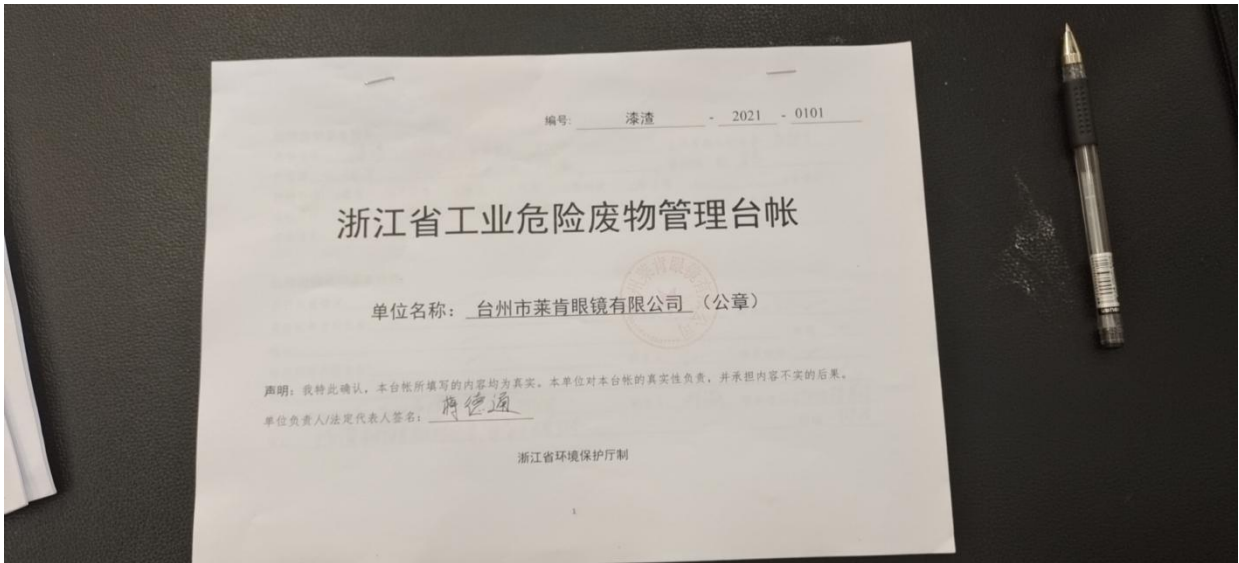 编号: 漆渣 - 2021 - 0101
浙江省工业危险废物管理台帐
单位名称: 台州市莱肯眼镜有限公司 (公章)
声明: 我特此确认, 本台帐所填写的内容均为真实。本单位对本台帐的真实性负责, 并承担内容不实的后果。
单位负责人/法定代表人签名: 蒋德通
浙江省环境保护厅制
1